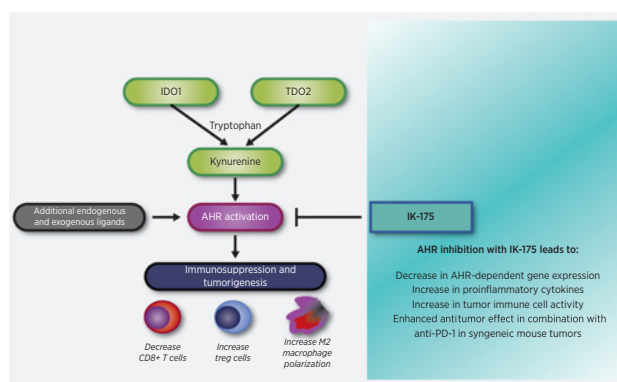 IDO1
TDO2
Tryptophan
Kynurenine
Additional endogenous
and exogenous ligands
AHR activation
IK-175
Immunosuppression and
tumorigenesis
Decrease
CD8+ T cells
Increase
treg cells
Increase M2
macrophage
polarization
AHR inhibition with IK-175 leads to:
Decrease in AHR-dependent gene expression
Increase in proinflammatory cytokines
Increase in tumor immune cell activity
Enhanced antitumor effect in combination with
anti-PD-1 in syngeneic mouse tumors